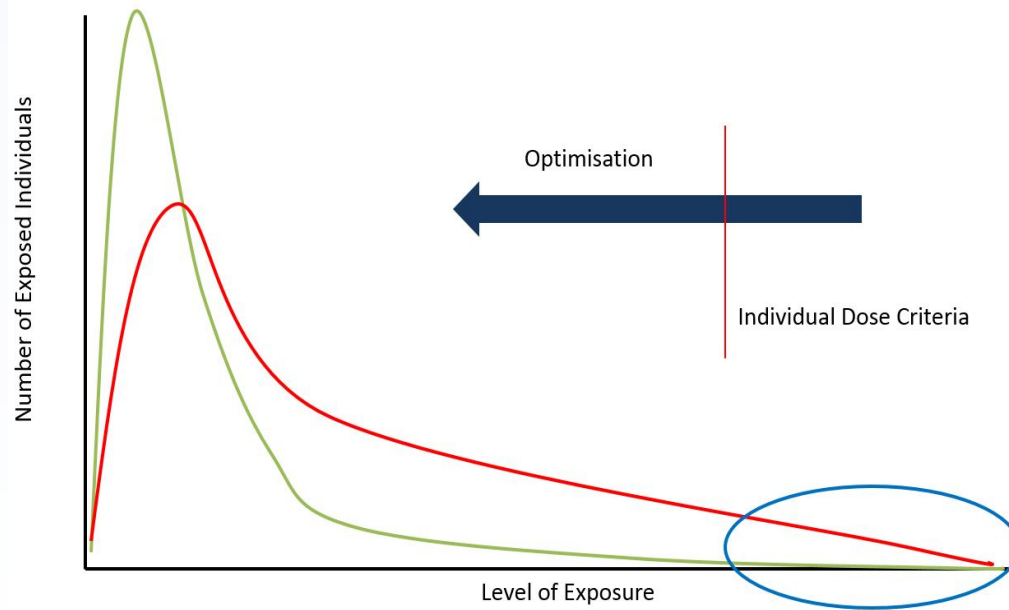 Number of Exposed Individuals
Optimisation
Individual Dose Criteria
Level of Exposure